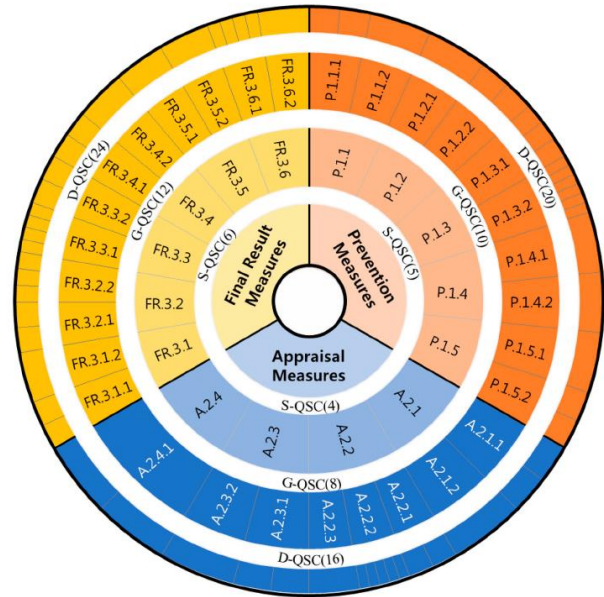 Final Result
Measures
Prevention
Measures
Appraisal
Measures
S-QSC(6)
S-QSC(5)
S-QSC(4)
FR.3.1
FR.3.2
FR.3.3
FR.3.4
FR.3.5
FR.3.6
P.1.1
P.1.2
P.1.3
P.1.4
P.1.5
A.2.1
A.2.2
A.2.3
A.2.4
G-QSC(12)
G-QSC(10)
G-QSC(8)
FR.3.1.1
FR.3.1.2
FR.3.2.1
FR.3.2.2
FR.3.3.1
FR.3.3.2
FR.3.4.1
FR.3.4.2
FR.3.5.1
FR.3.5.2
FR.3.6.1
FR.3.6.2
P.1.1.1
P.1.1.2
P.1.2.1
P.1.2.2
P.1.3.1
P.1.3.2
P.1.4.1
P.1.4.2
P.1.5.1
P.1.5.2
A.2.1.1
A.2.1.2
A.2.2.1
A.2.2.2
A.2.2.3
A.2.3.1
A.2.3.2
A.2.4.1
D-QSC(24)
D-QSC(20)
D-QSC(16)